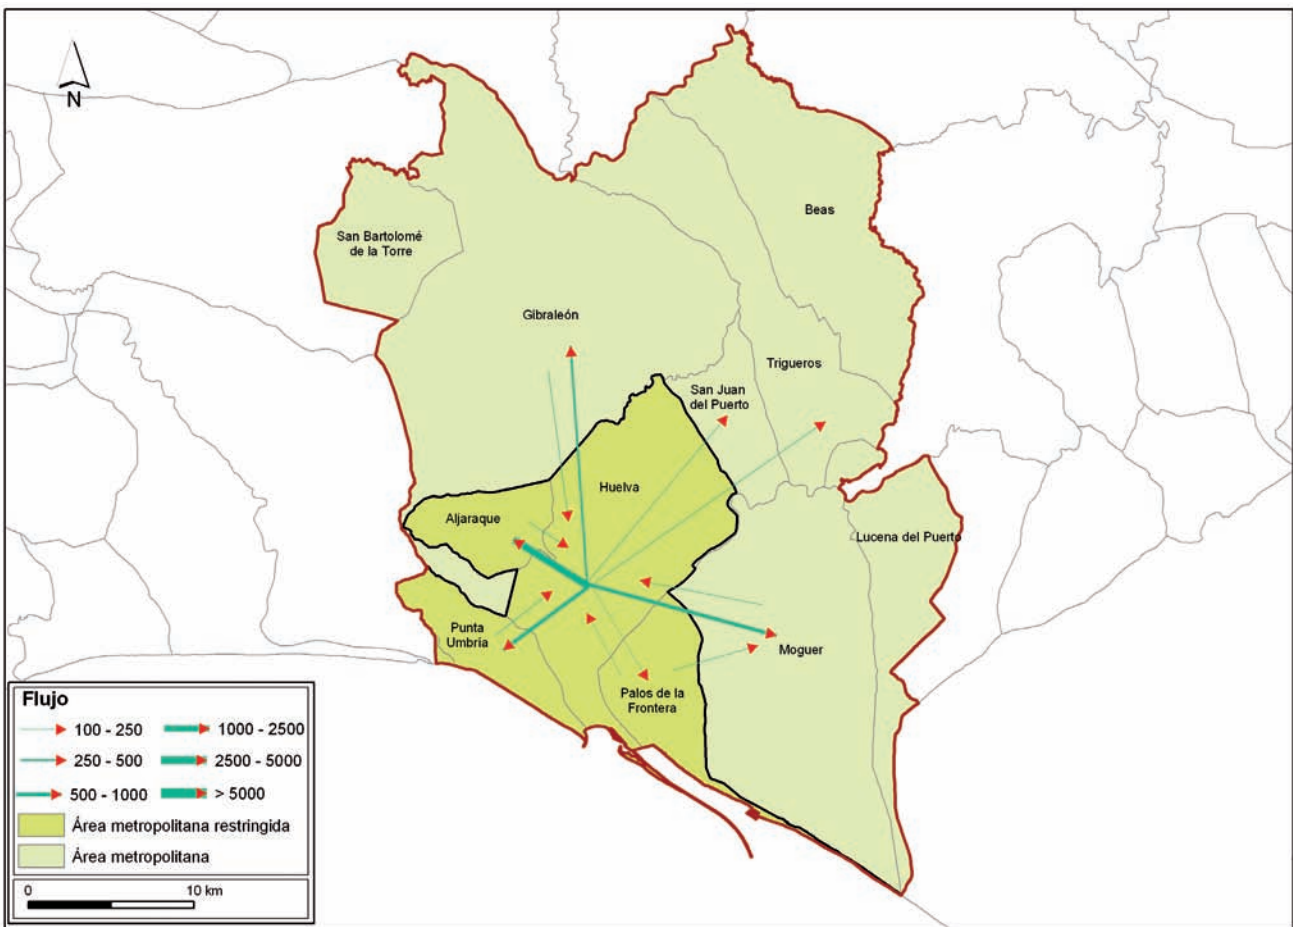 N
Beas
San Bartolomé
de la Torre
Gibraleón
Trigueros
San Juan
del Puerto
Huelva
Aljaraque
Lucena del Puerto
Punta
Umbría
Moguer
Palos de la
Frontera
Flujo
100 - 250
1000 - 2500
250 - 500
2500 - 5000
500 - 1000
> 5000
Área metropolitana restringida
Área metropolitana
0
10 km